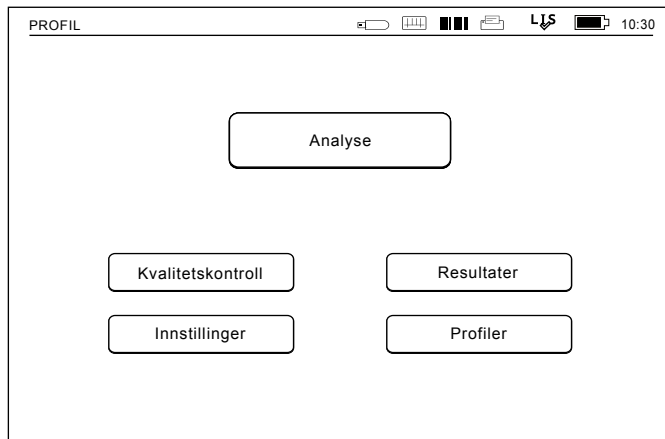 PROFIL LIS 10:30
Analyse
Kvalitetskontroll Resultater
Innstillinger Profiler